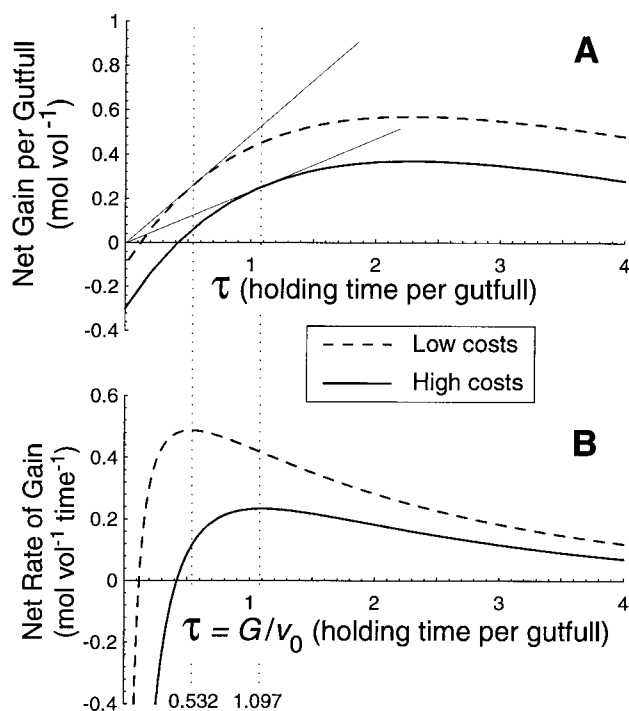 A
Net Gain per Gutfull
(mol vol⁻¹)
1
0.8
0.6
0.4
0.2
0
-0.2
-0.4
1
2
3
4
τ (holding time per gutfull)
Low costs
High costs
B
Net Rate of Gain
(mol vol⁻¹ time⁻¹)
0.6
0.4
0.2
0
-0.2
-0.4
1
2
3
4
τ = G/v₀ (holding time per gutfull)
0.532
1.097